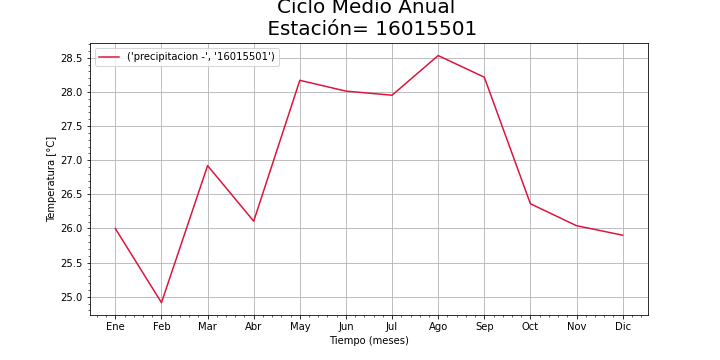 Ciclo Medio Anual
Estación= 16015501
('precipitacion -', '16015501')
28.5
28.0
27.5
27.0
26.5
26.0
25.5
25.0
Temperatura [°C]
Ene Feb Mar Abr May Jun Jul Ago Sep Oct Nov Dic
Tiempo (meses)